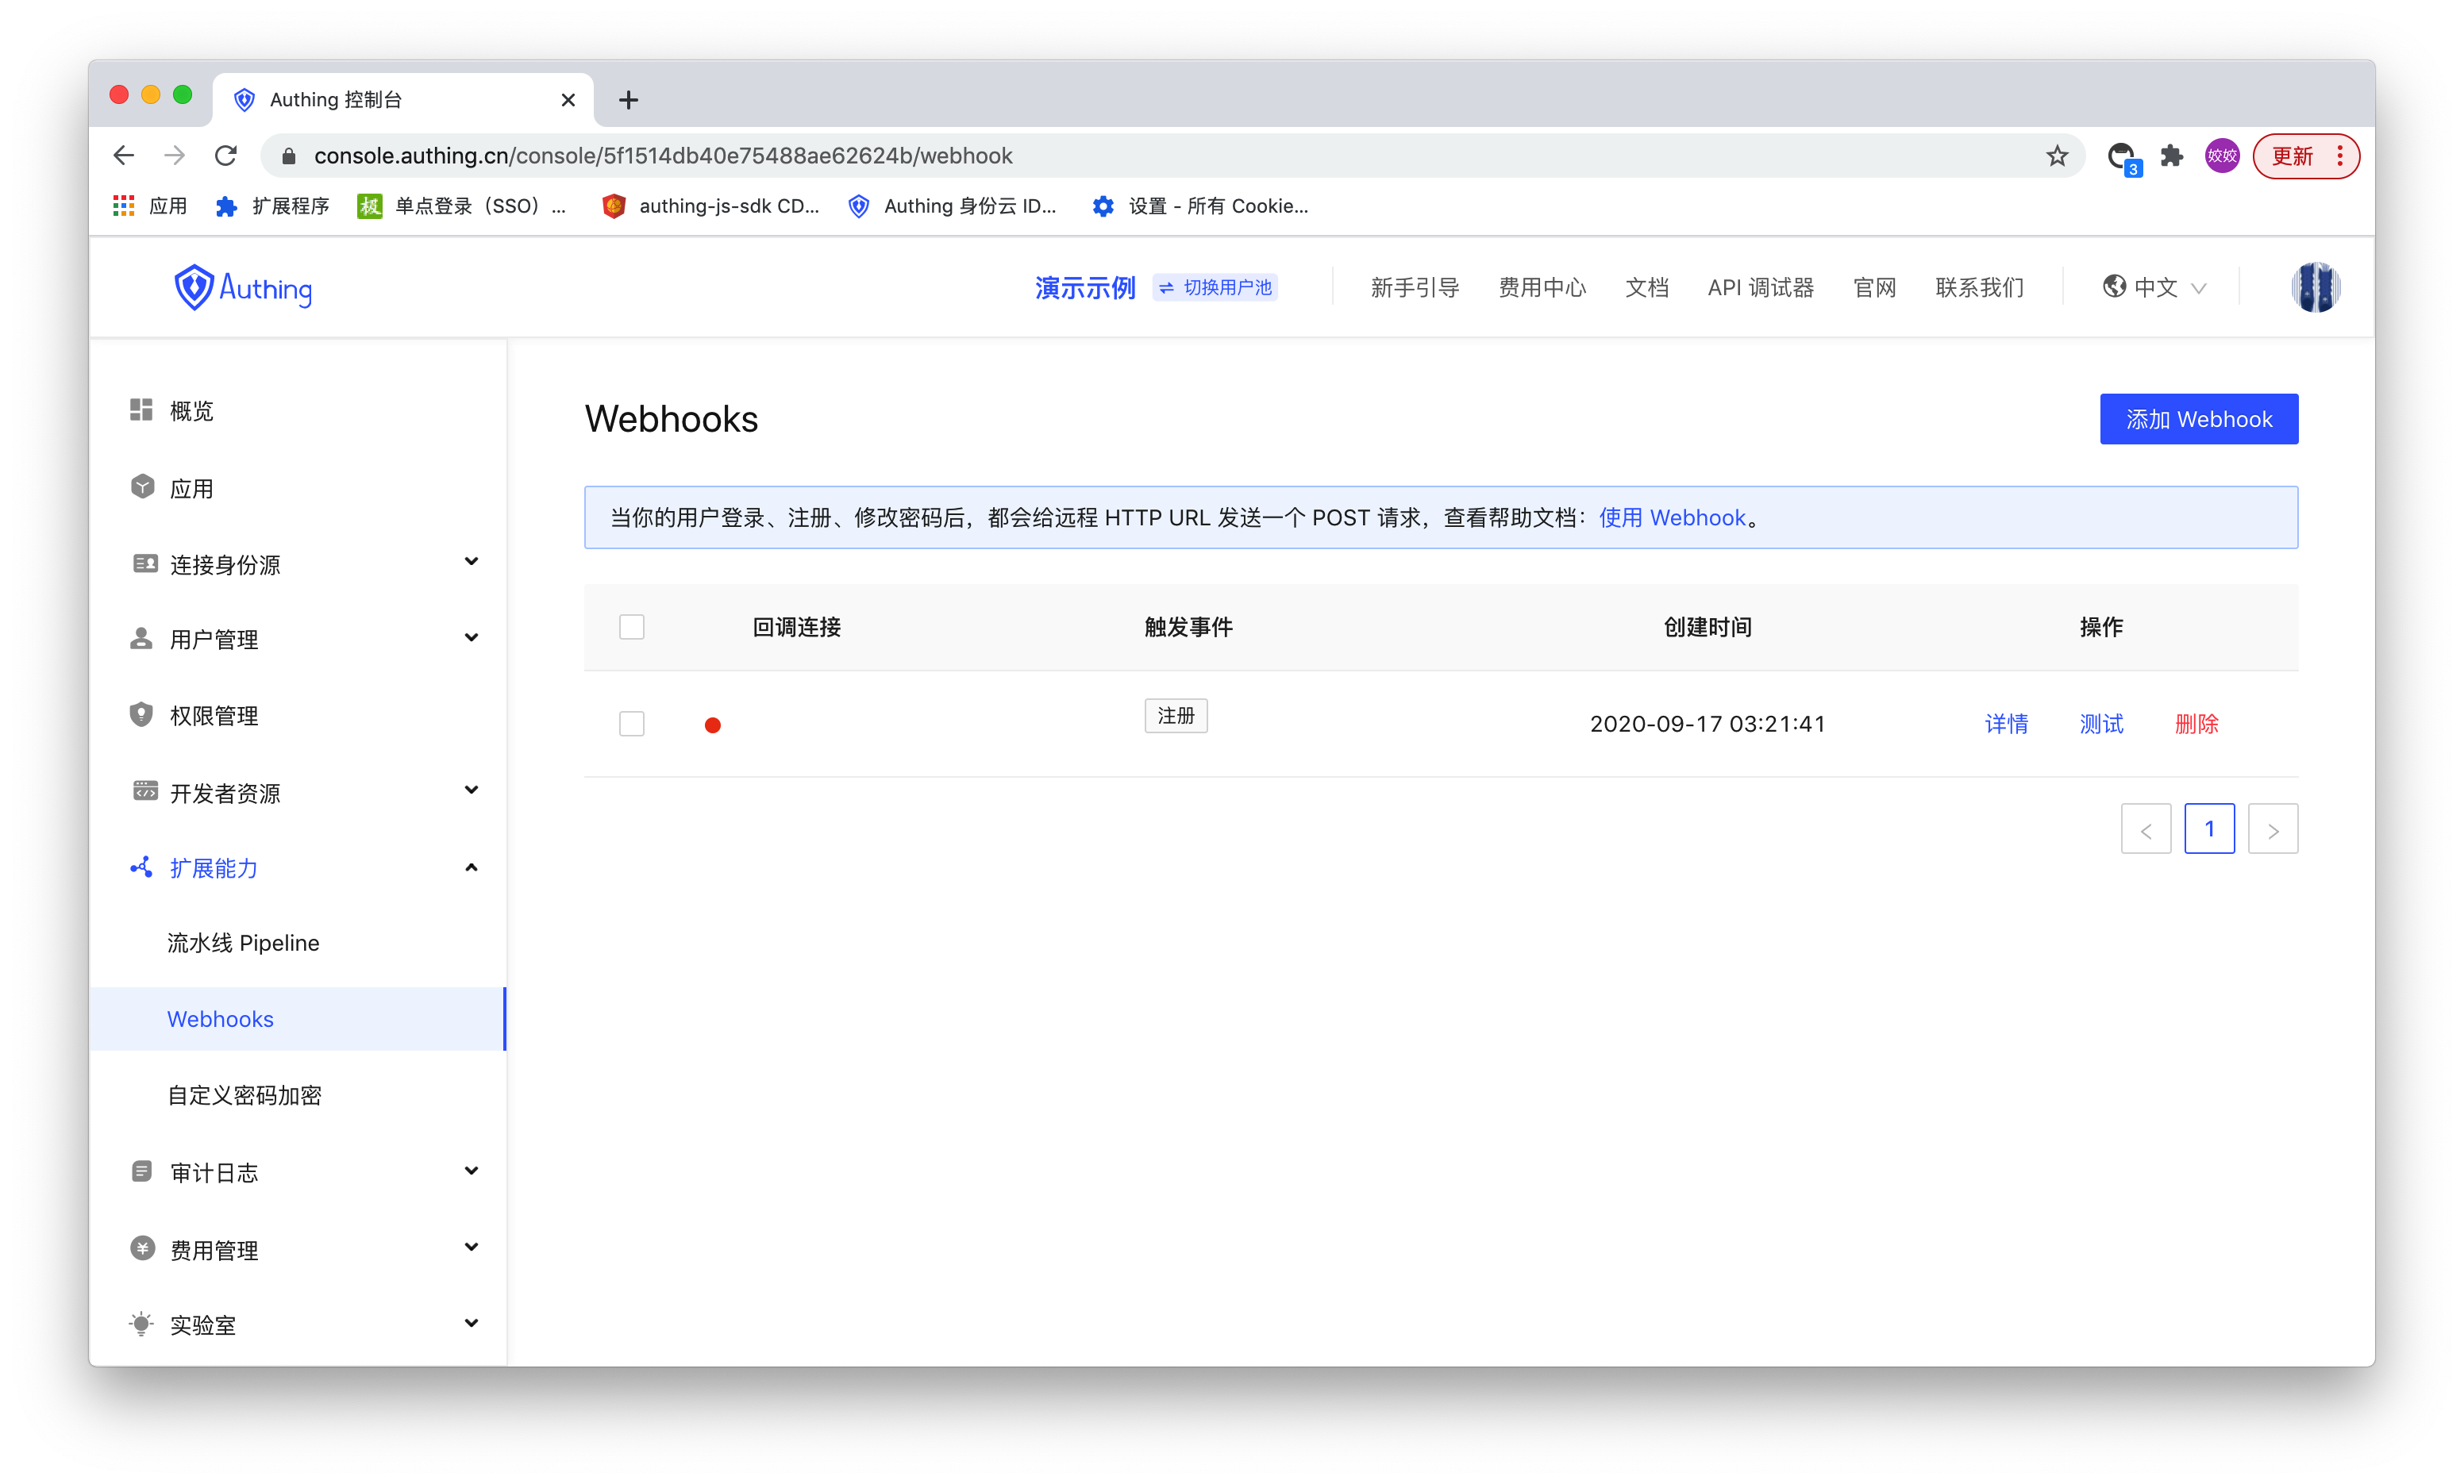 Authing 控制台
console.authing.cn/console/5f1514db40e75488ae62624b/webhook
3
姣姣
更新
应用
扩展程序
极
单点登录（SSO）...
authing-js-sdk CD...
Authing 身份云 ID...
设置 - 所有 Cookie...
Authing
演示示例
切换用户池
新手引导
费用中心
文档
API 调试器
官网
联系我们
中文
概览
应用
连接身份源
用户管理
权限管理
开发者资源
扩展能力
流水线 Pipeline
Webhooks
自定义密码加密
审计日志
费用管理
实验室
Webhooks
添加 Webhook
当你的用户登录、注册、修改密码后，都会给远程 HTTP URL 发送一个 POST 请求，查看帮助文档：使用 Webhook。
回调连接 触发事件 创建时间 操作
注册 2020-09-17 03:21:41 详情 测试 删除
< 1 >